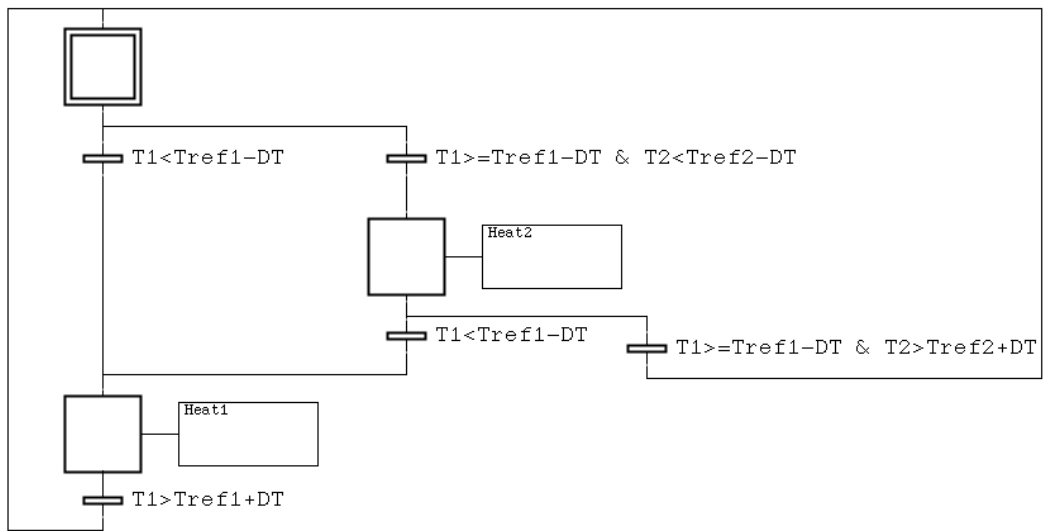 T1<Tref1-DT
T1>=Tref1-DT & T2<Tref2-DT
Heat2
T1<Tref1-DT
T1>=Tref1-DT & T2>Tref2+DT
Heat1
T1>Tref1+DT